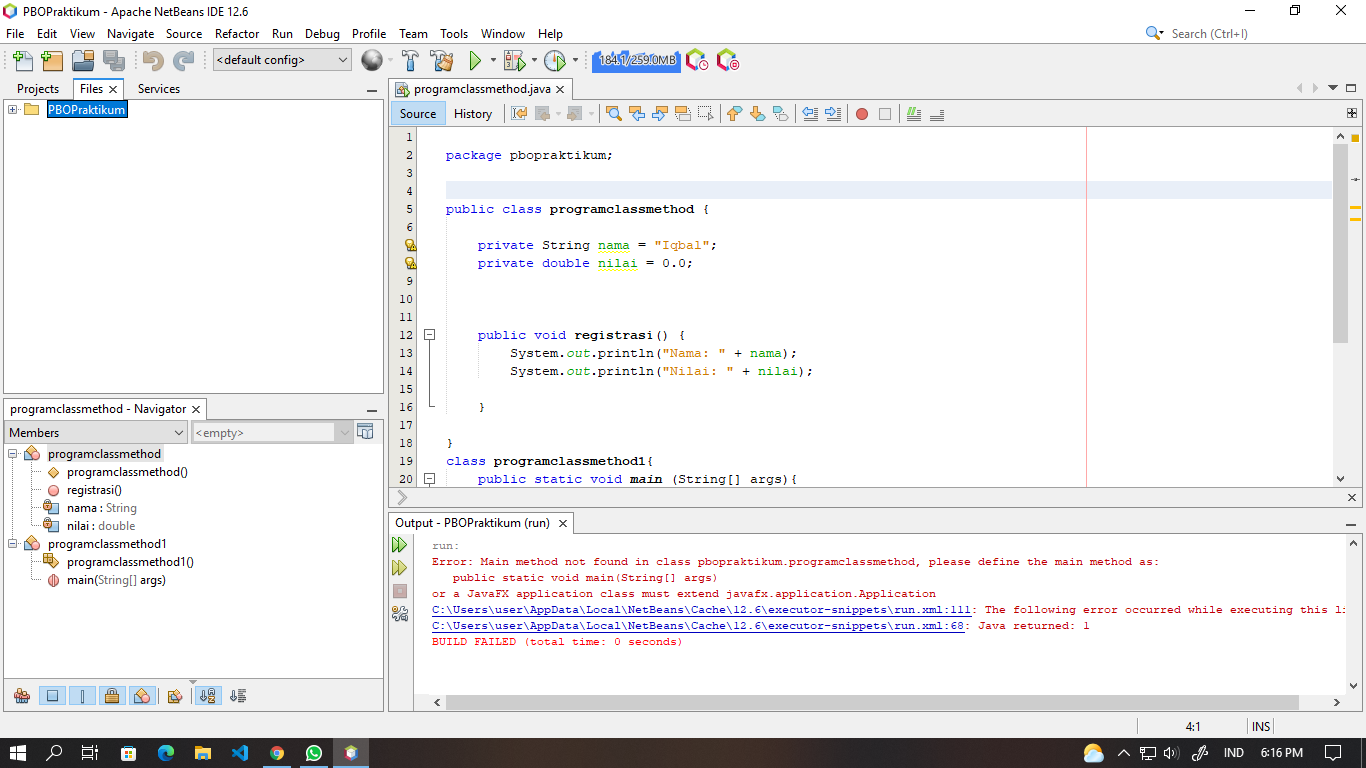 PBOPraktikum - Apache NetBeans IDE 12.6
File Edit View Navigate Source Refactor Run Debug Profile Team Tools Window Help
Search (Ctrl+I)
<default config>
184.1/259.0MB
Projects Files Services
PBOPraktikum
programclassmethod.java
Source History
1
2 package pbopraktikum;
3
4
5 public class programclassmethod {
6
private String nama = "Iqbal";
private double nilai = 0.0;
9
10
11
12 public void registrasi() {
13 System.out.println("Nama: " + nama);
14 System.out.println("Nilai: " + nilai);
15
16 }
17
18 }
19 class programclassmethod1{
20 public static void main (String[] args){
programclassmethod - Navigator
Members
<empty>
programclassmethod
programclassmethod()
registrasi()
nama : String
nilai : double
programclassmethod1
programclassmethod1()
main(String[] args)
Output - PBOPraktikum (run)
run:
Error: Main method not found in class pbopraktikum.programclassmethod, please define the main method as:
public static void main(String[] args)
or a JavaFX application class must extend javafx.application.Application
C:\Users\user\AppData\Local\NetBeans\Cache\12.6\executor-snippets\run.xml:111: The following error occurred while executing this li
C:\Users\user\AppData\Local\NetBeans\Cache\12.6\executor-snippets\run.xml:68: Java returned: 1
BUILD FAILED (total time: 0 seconds)
4:1 INS
IND 6:16 PM